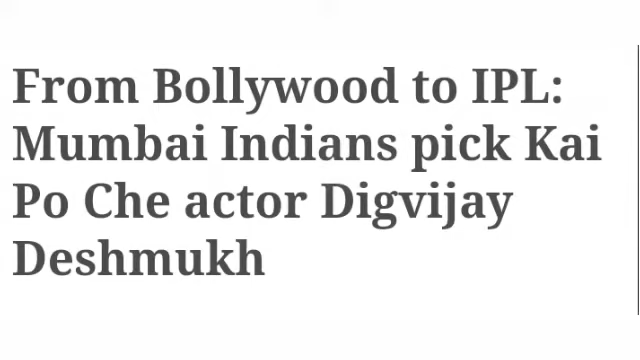 From Bollywood to IPL:
Mumbai Indians pick Kai
Po Che actor Digvijay
Deshmukh